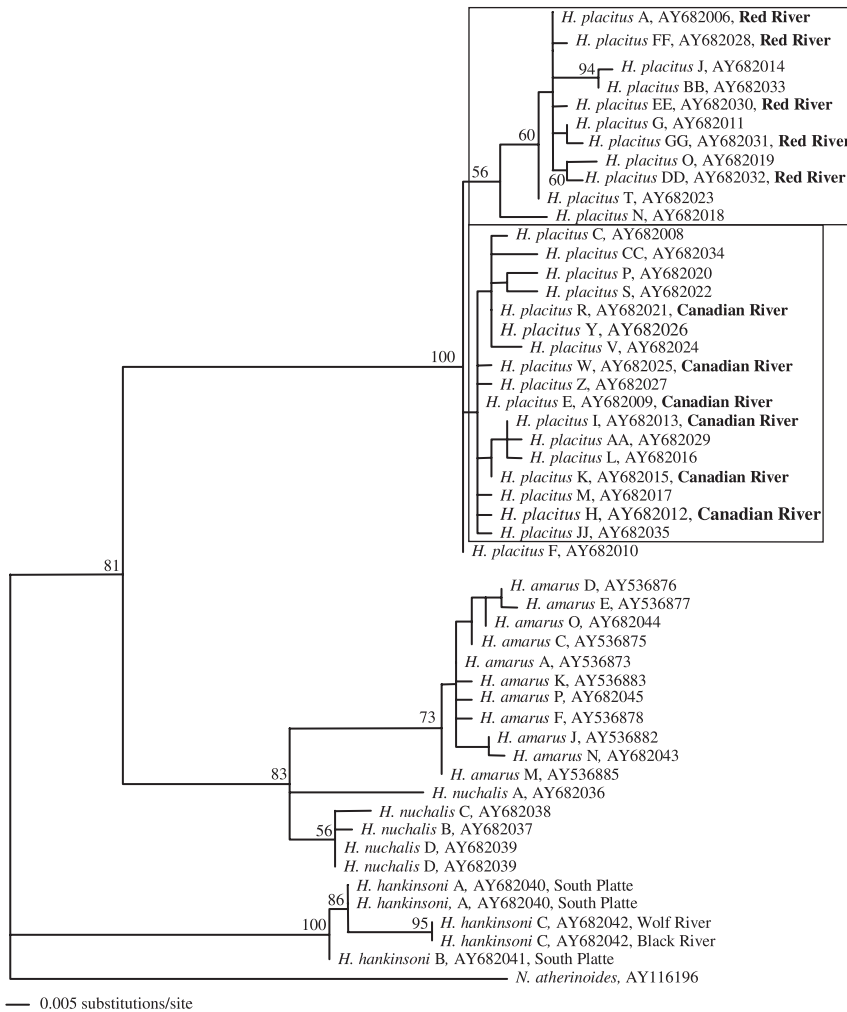 H. placitus A, AY682006, Red River
H. placitus FF, AY682028, Red River
94
H. placitus J, AY682014
H. placitus BB, AY682033
H. placitus EE, AY682030, Red River
H. placitus G, AY682011
60
H. placitus GG, AY682031, Red River
H. placitus O, AY682019
56
60
H. placitus DD, AY682032, Red River
H. placitus T, AY682023
H. placitus N, AY682018
H. placitus C, AY682008
H. placitus CC, AY682034
H. placitus P, AY682020
H. placitus S, AY682022
H. placitus R, AY682021, Canadian River
H. placitus Y, AY682026
H. placitus V, AY682024
100
H. placitus W, AY682025, Canadian River
H. placitus Z, AY682027
H. placitus E, AY682009, Canadian River
H. placitus I, AY682013, Canadian River
H. placitus AA, AY682029
H. placitus L, AY682016
H. placitus K, AY682015, Canadian River
H. placitus M, AY682017
H. placitus H, AY682012, Canadian River
H. placitus JJ, AY682035
H. placitus F, AY682010
81
H. amarus D, AY536876
H. amarus E, AY536877
H. amarus O, AY682044
H. amarus C, AY536875
H. amarus A, AY536873
H. amarus K, AY536883
H. amarus P, AY682045
73
H. amarus F, AY536878
H. amarus J, AY536882
H. amarus N, AY682043
83
H. amarus M, AY536885
H. nuchalis A, AY682036
H. nuchalis C, AY682038
56
H. nuchalis B, AY682037
H. nuchalis D, AY682039
H. nuchalis D, AY682039
H. hankinsoni A, AY682040, South Platte
86
H. hankinsoni, A, AY682040, South Platte
100
95
H. hankinsoni C, AY682042, Wolf River
H. hankinsoni C, AY682042, Black River
H. hankinsoni B, AY682041, South Platte
N. atherinoides, AY116196
0.005 substitutions/site